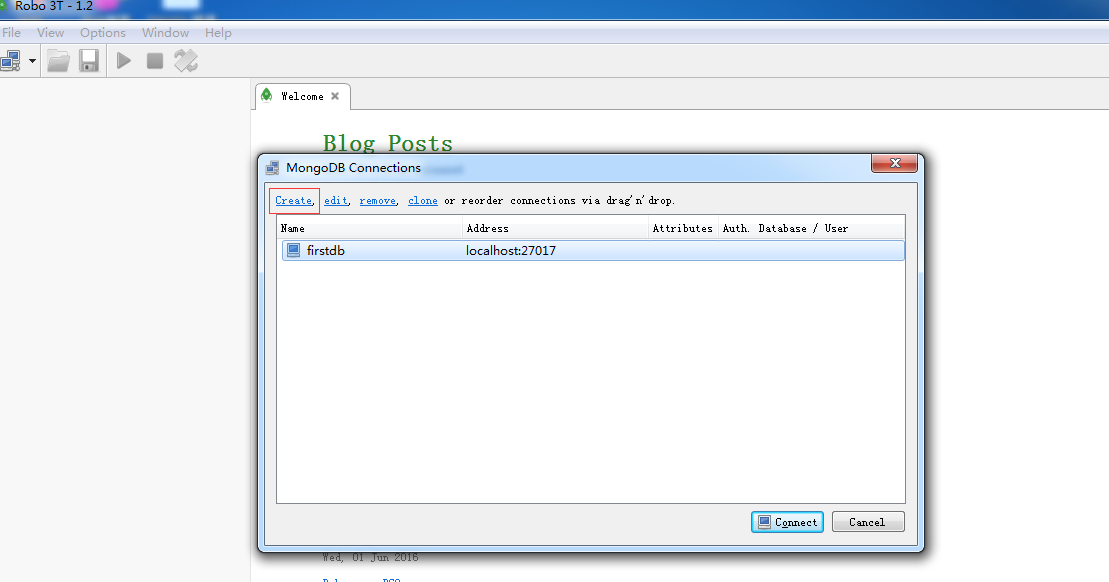 Robo 3T - 1.2
File View Options Window Help
Welcome
Blog Posts
MongoDB Connections
Create, edit, remove, clone or reorder connections via drag'n'drop.
Name Address Attributes Auth. Database / User
firstdb localhost:27017
Connect Cancel
Wed, 01 Jun 2016